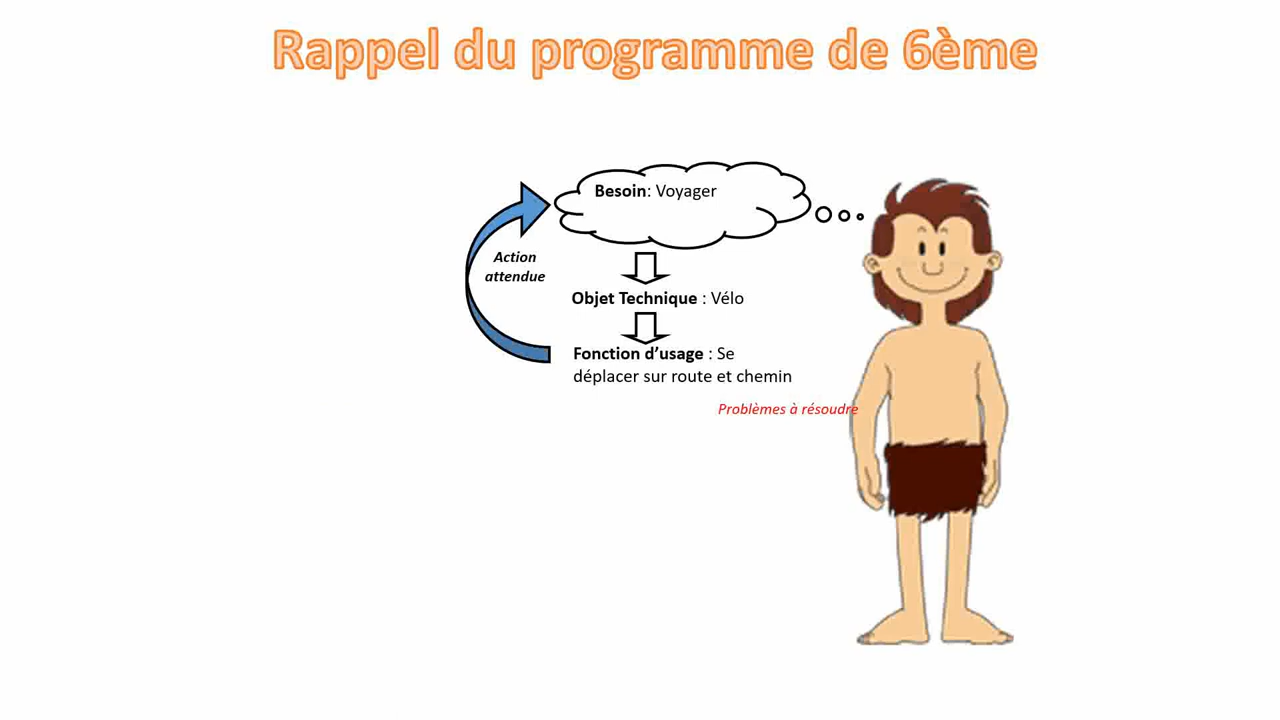 Rappel du programme de 6ème
Besoin: Voyager
Action
attendue
Objet Technique : Vélo
Fonction d’usage : Se
déplacer sur route et chemin
Problèmes à résoudre